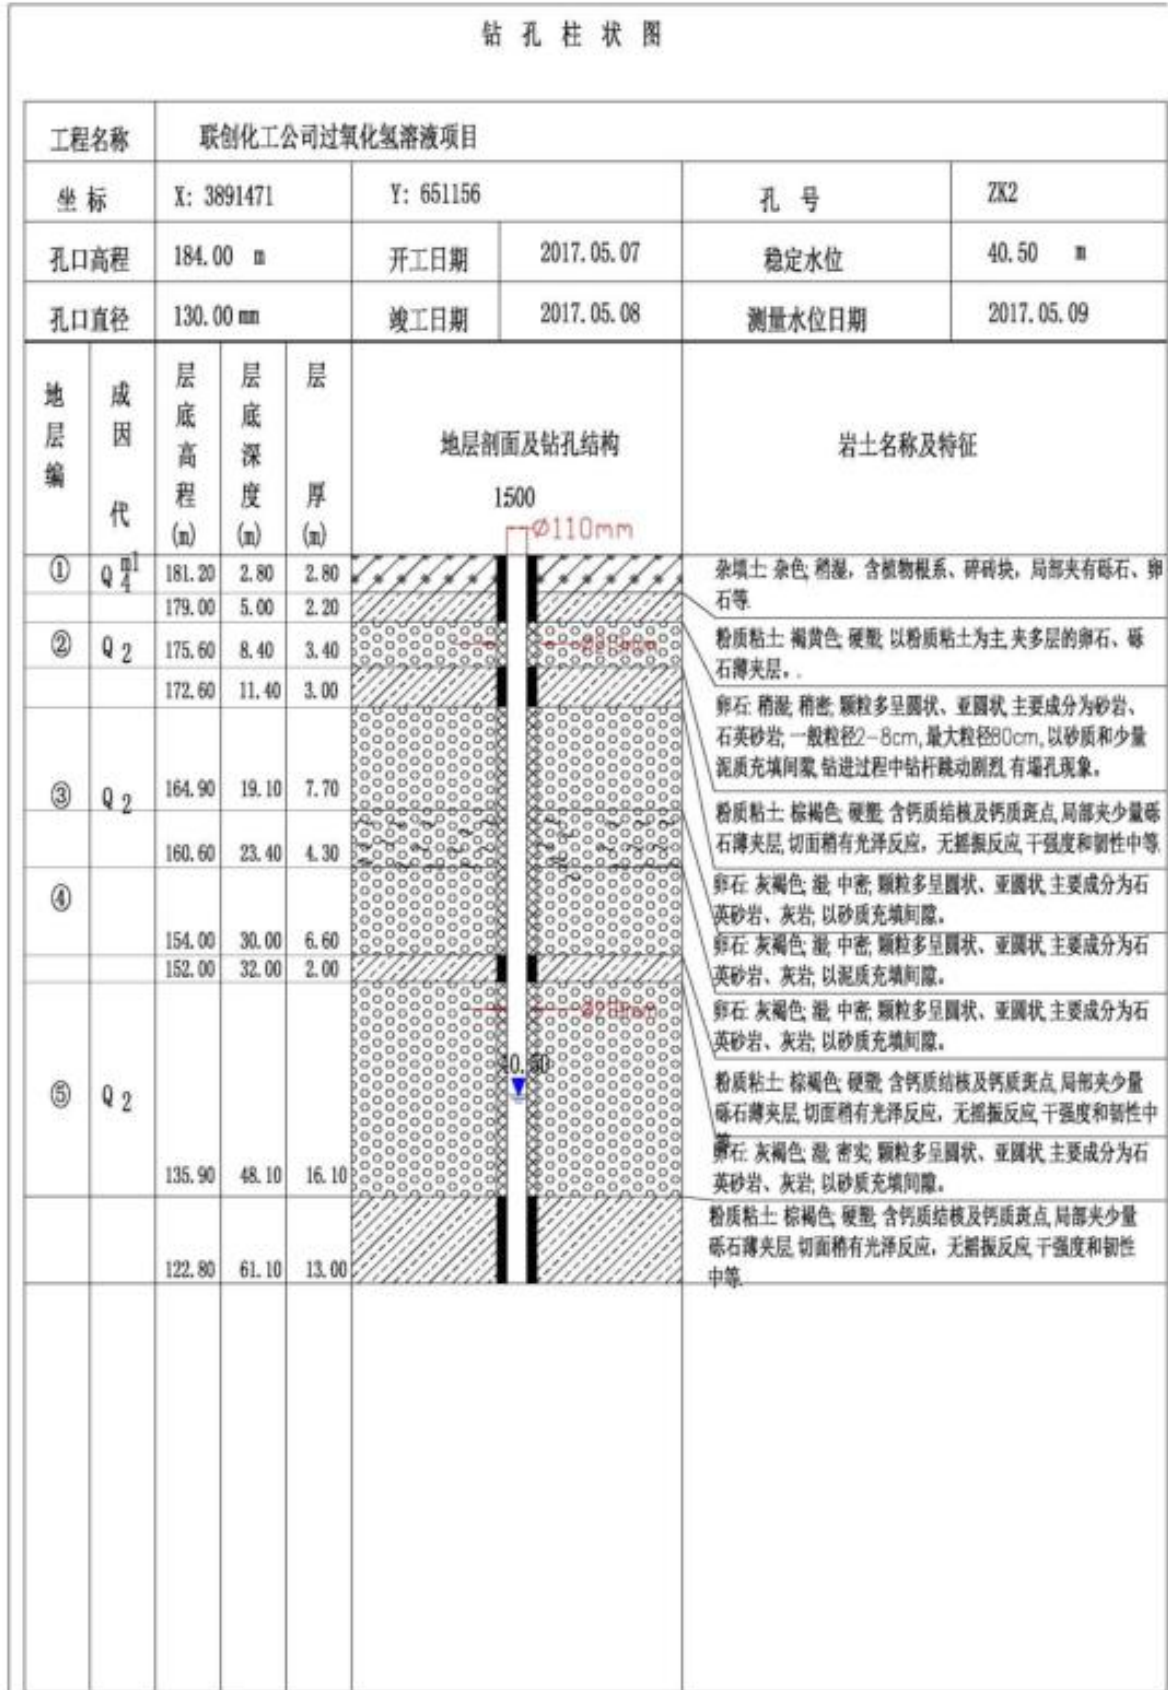 钻孔柱状图
工程名称 联创化工公司过氧化氢溶液项目
坐标 X: 3891471 Y: 651156 孔号 ZK2
孔口高程 184.00 m 开工日期 2017.05.07 稳定水位 40.50 m
孔口直径 130.00mm 竣工日期 2017.05.08 测量水位日期 2017.05.09
地层编 成因代 层底高程(m) 层底深度(m) 层厚(m) 地层剖面及钻孔结构 岩土名称及特征
1500
Ø110mm
① Q ml 4 181.20 2.80 2.80
179.00 5.00 2.20
② Q 2 175.60 8.40 3.40
172.60 11.40 3.00
③ Q 2 164.90 19.10 7.70
160.60 23.40 4.30
④
154.00 30.00 6.60
152.00 32.00 2.00
⑤ Q 2
135.90 48.10 16.10
122.80 61.10 13.00
杂填土: 杂色; 稍湿, 含植物根系、碎砖块, 局部夹有砾石、卵
石等.
粉质粘土: 褐黄色; 硬塑; 以粉质粘土为主, 夹多层的卵石、砾
石薄夹层, .
卵石: 稍湿; 稍密; 颗粒多呈圆状、亚圆状, 主要成分为砂岩、
石英砂岩; 一般粒径2-8cm, 最大粒径80cm, 以砂质和少量
泥质充填间隙, 钻进过程中钻杆跳动剧烈, 有塌孔现象。
粉质粘土: 棕褐色; 硬塑; 含钙质结核及钙质斑点, 局部夹少量砾
石薄夹层, 切面稍有光泽反应, 无摇振反应, 干强度和韧性中等.
卵石: 灰褐色; 湿; 中密; 颗粒多呈圆状、亚圆状, 主要成分为石
英砂岩、灰岩; 以砂质充填间隙。
卵石: 灰褐色; 湿; 中密; 颗粒多呈圆状、亚圆状, 主要成分为石
英砂岩、灰岩; 以泥质充填间隙。
卵石: 灰褐色; 湿; 中密; 颗粒多呈圆状、亚圆状, 主要成分为石
英砂岩、灰岩; 以砂质充填间隙。
粉质粘土: 棕褐色; 硬塑; 含钙质结核及钙质斑点, 局部夹少量
砾石薄夹层, 切面稍有光泽反应, 无摇振反应, 干强度和韧性中
卵石: 灰褐色; 湿; 密实; 颗粒多呈圆状、亚圆状, 主要成分为石
英砂岩、灰岩; 以砂质充填间隙。
粉质粘土: 棕褐色; 硬塑; 含钙质结核及钙质斑点, 局部夹少量
砾石薄夹层, 切面稍有光泽反应, 无摇振反应, 干强度和韧性
中等.
40.50